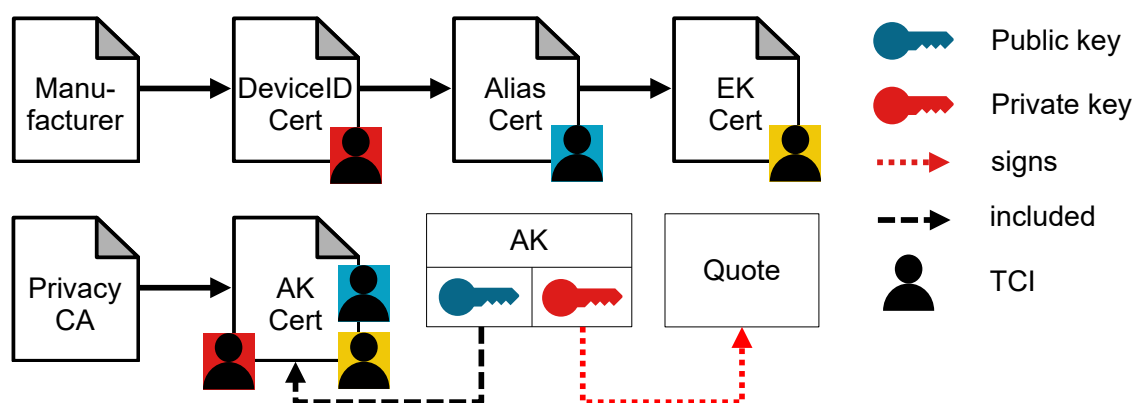 Manu-
facturer
DeviceID
Cert
Alias
Cert
EK
Cert
Public key
Private key
signs
included
TCI
Privacy
CA
AK
Cert
AK
Quote